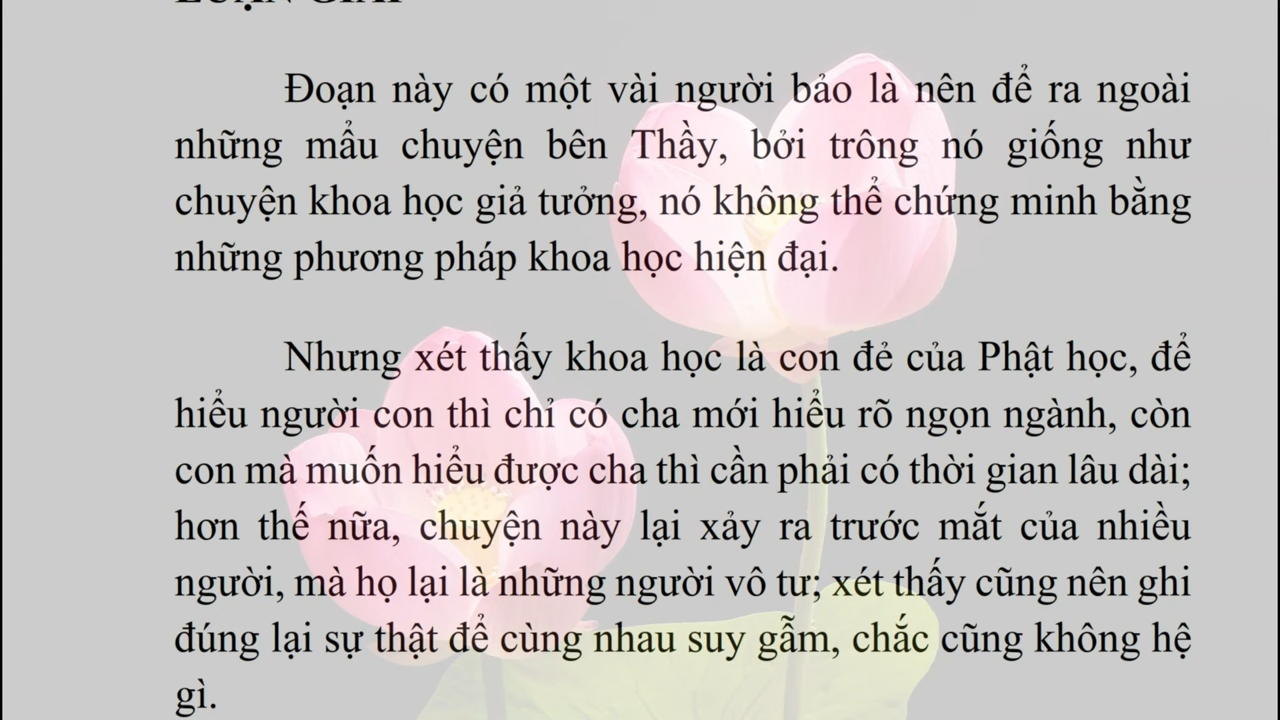 LUẬN GIẢI
Đoạn này có một vài người bảo là nên để ra ngoài
những mẩu chuyện bên Thầy, bởi trông nó giống như
chuyện khoa học giả tưởng, nó không thể chứng minh bằng
những phương pháp khoa học hiện đại.
Nhưng xét thấy khoa học là con đẻ của Phật học, để
hiểu người con thì chỉ có cha mới hiểu rõ ngọn ngành, còn
con mà muốn hiểu được cha thì cần phải có thời gian lâu dài;
hơn thế nữa, chuyện này lại xảy ra trước mắt của nhiều
người, mà họ lại là những người vô tư; xét thấy cũng nên ghi
đúng lại sự thật để cùng nhau suy gẫm, chắc cũng không hệ
gì.